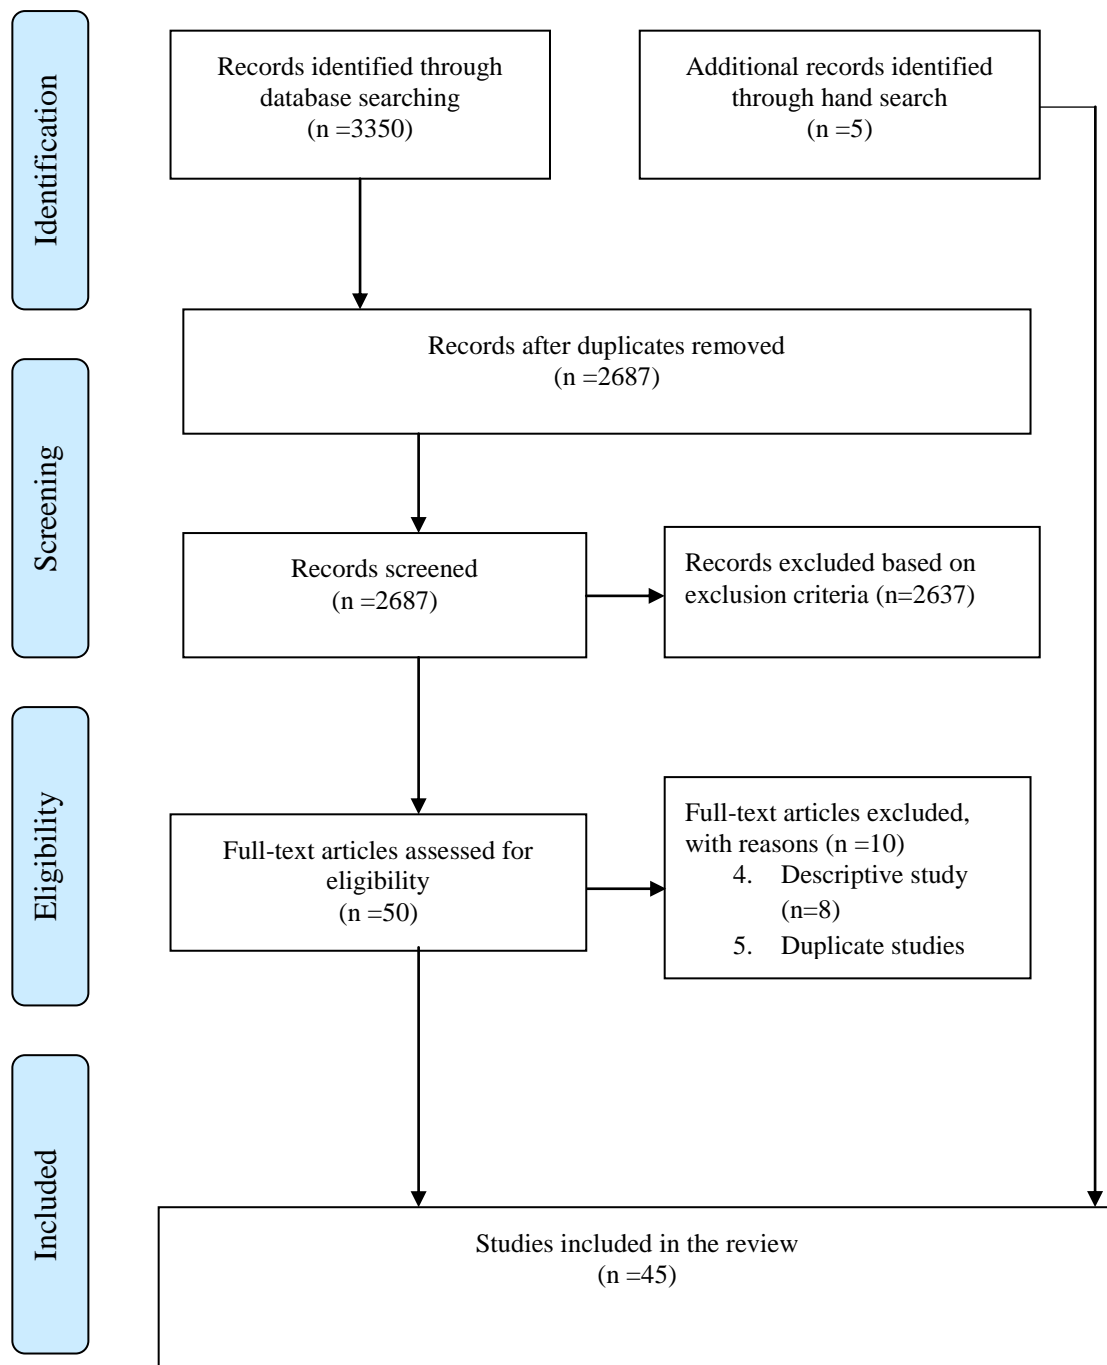 Identification
Records identified through
database searching
(n =3350)
Additional records identified
through hand search
(n =5)
Records after duplicates removed
(n =2687)
Screening
Records screened
(n =2687)
Records excluded based on
exclusion criteria (n=2637)
Eligibility
Full-text articles assessed for
eligibility
(n =50)
Full-text articles excluded,
with reasons (n =10)
4. Descriptive study
(n=8)
5. Duplicate studies
Included
Studies included in the review
(n =45)